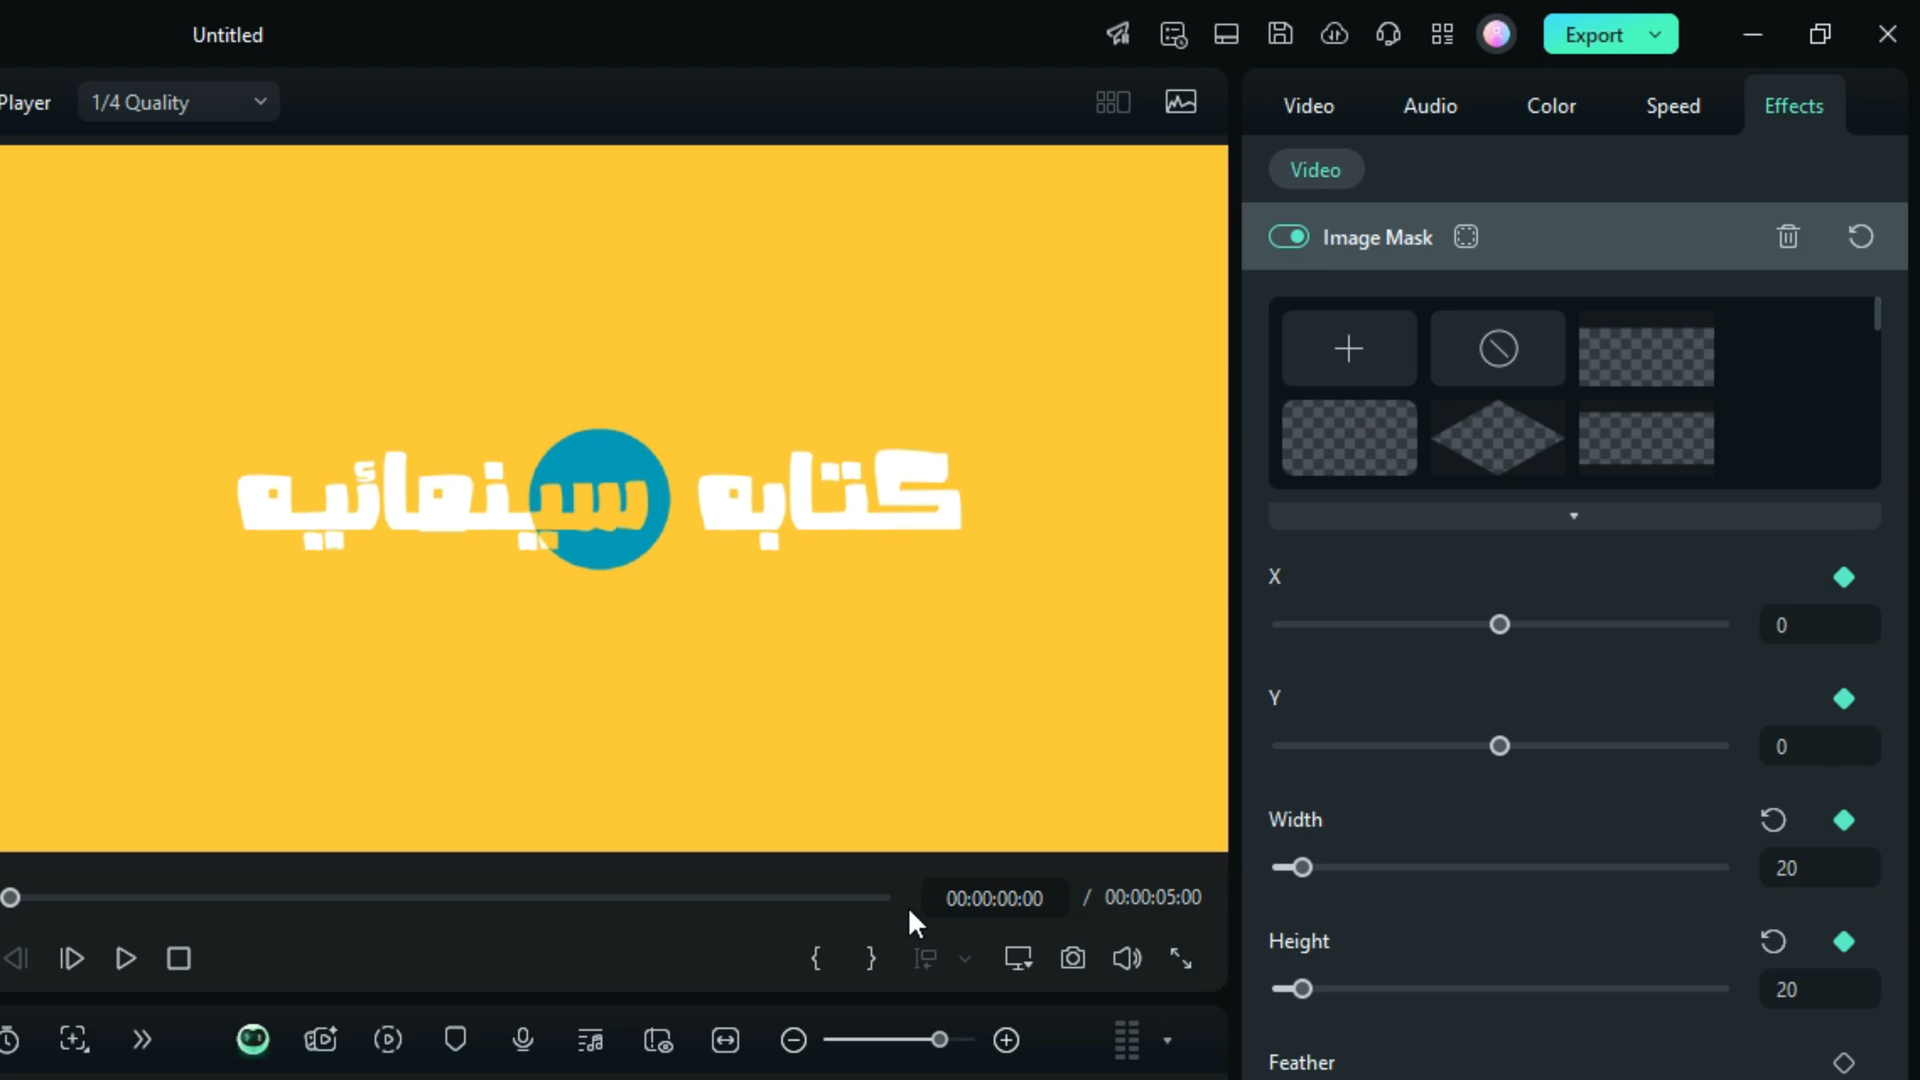 Untitled
Export
Player
1/4 Quality
Video
Audio
Color
Speed
Effects
Video
Image Mask
كتابه سينمائيه
X
0
Y
0
Width
20
00:00:00:00 / 00:00:05:00
Height
20
Feather